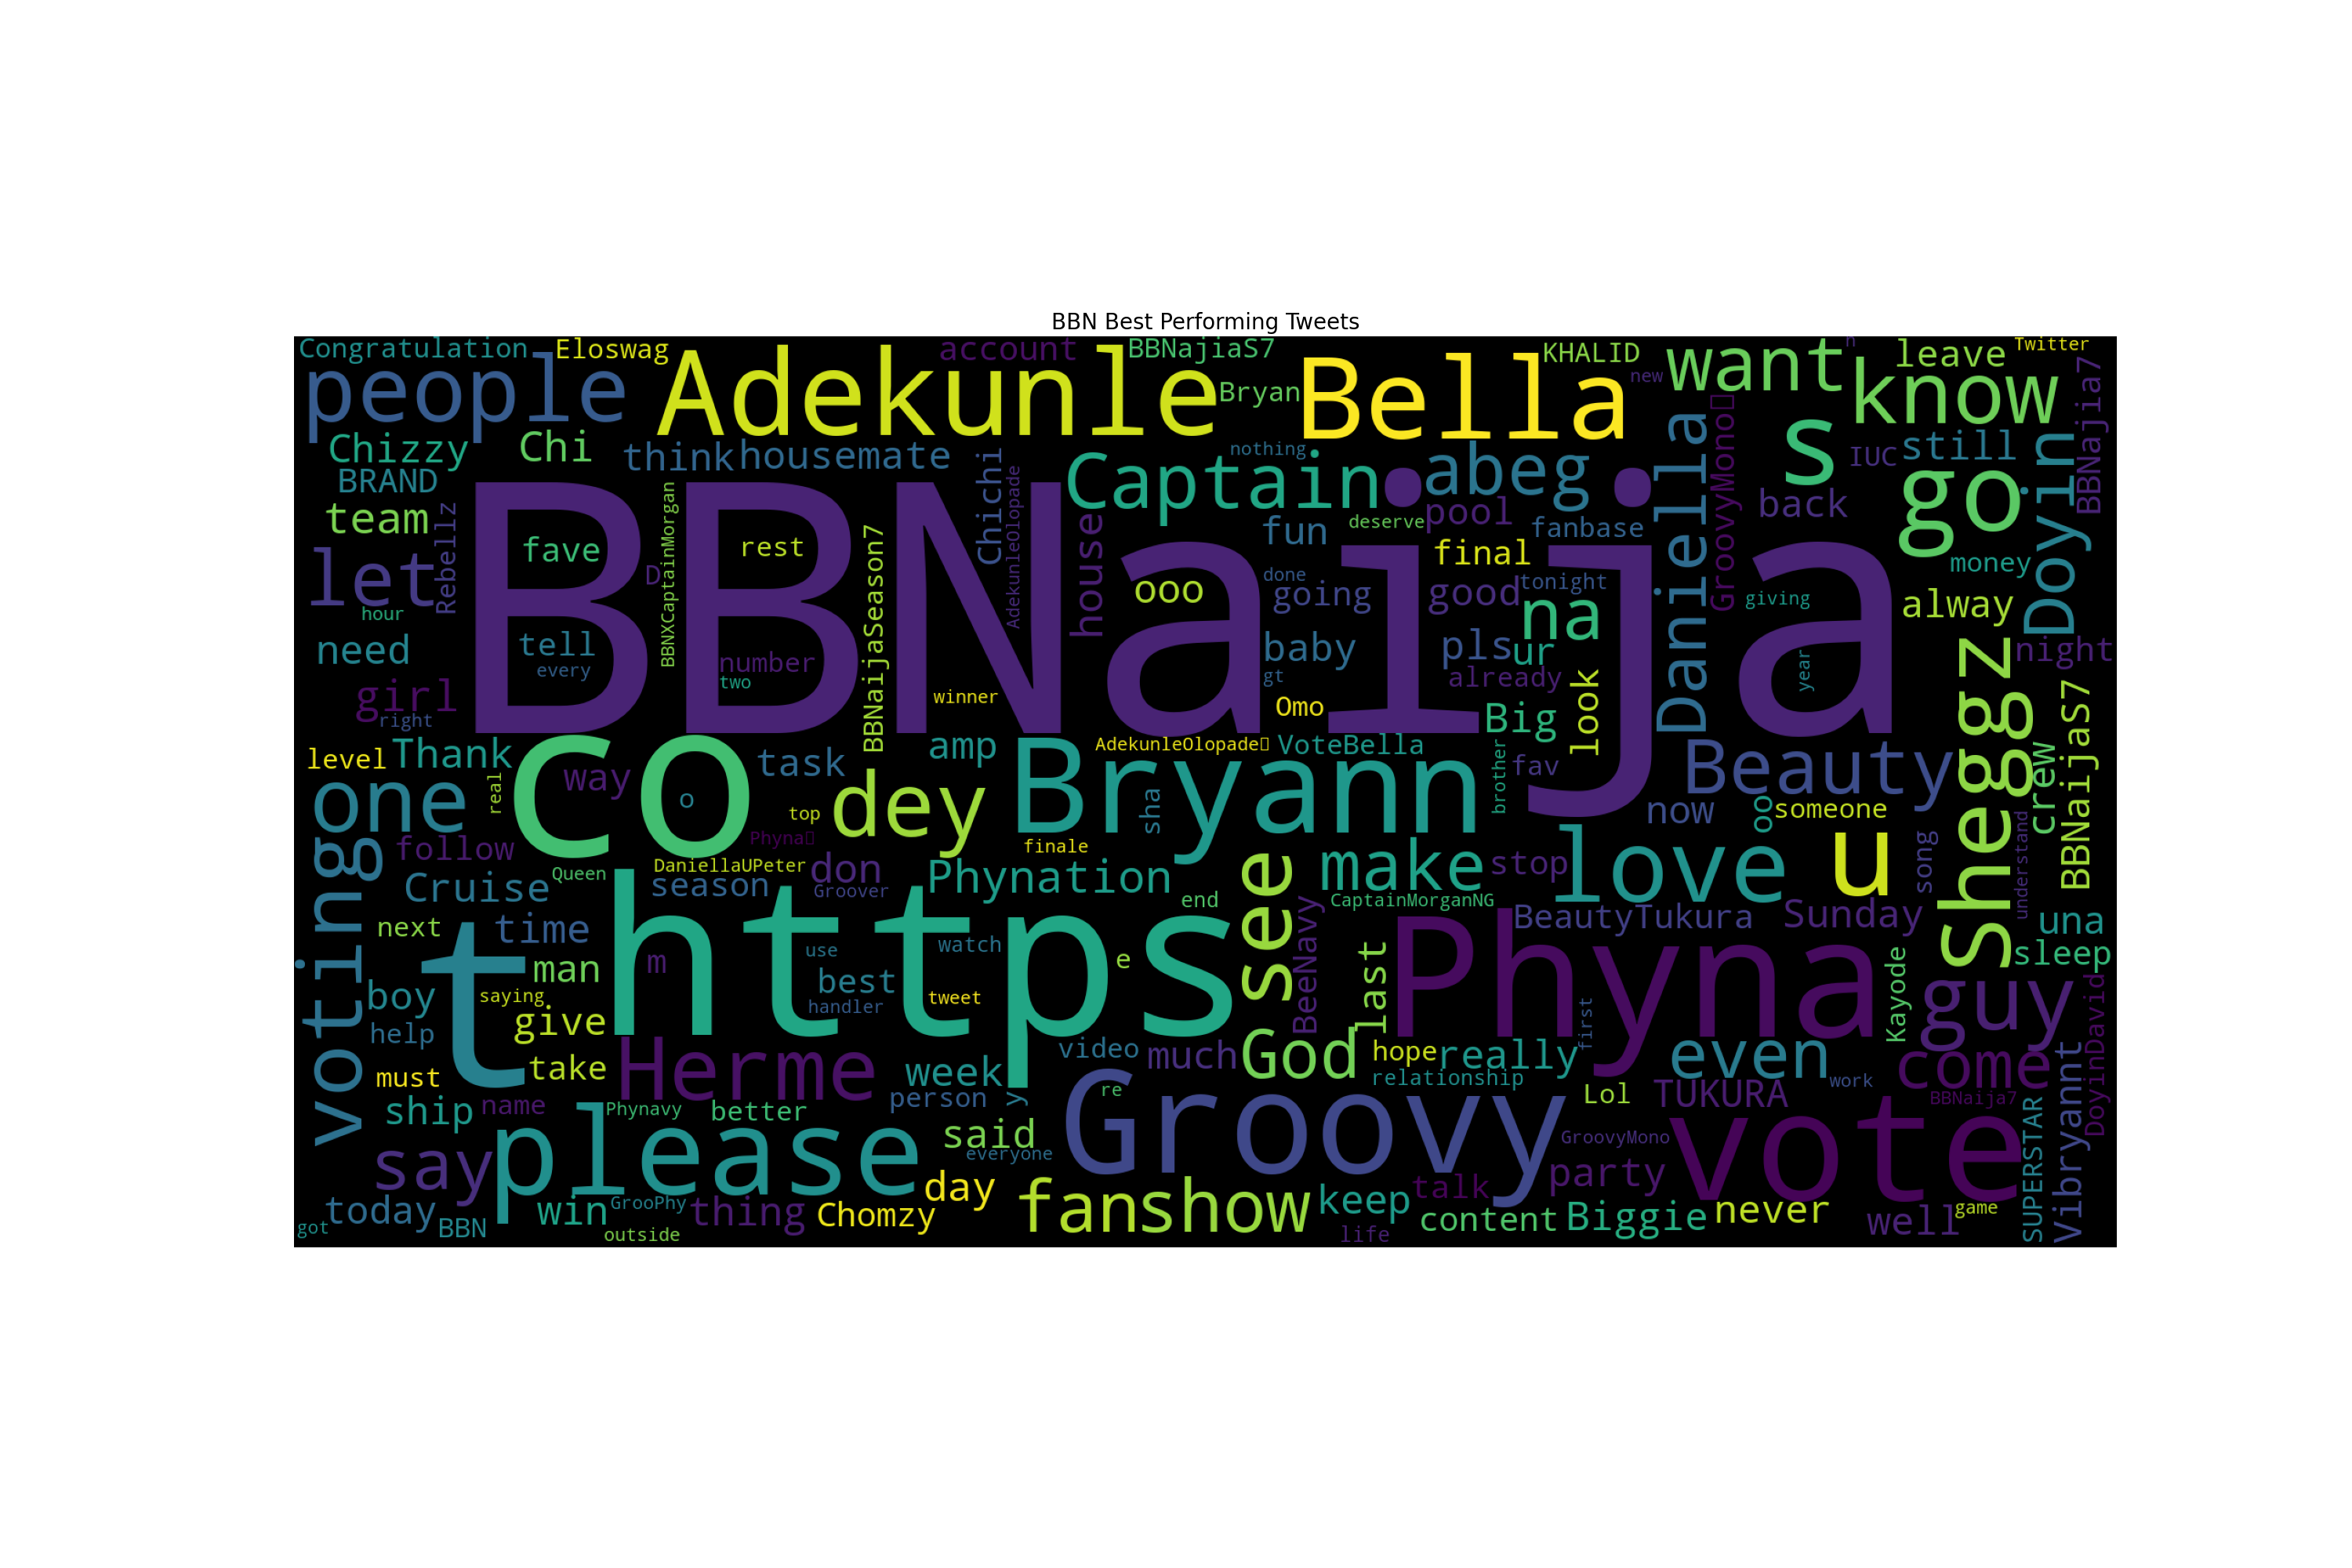 BBN Best Performing Tweets
Congratulation Eloswag account BBNajiaS7 KHALID want leave Twitter
people Adekunle Bryan Bella new n know BBNajia7
Chizzy Chi think housemate nothing Captain abeg Daniella GroovyMono s IUC still Doyin
BRAND team Rebellz BBNXCaptainMorgan Chichi AdekunleOlopade pool back go
let fave rest D BBNaija house fun deserve fanbase final
hour BBNaijaSeason7 ooo done going good tonight na giving money alway
need tell every number two winner baby gt pls ur already year night
girl right Omo Big look Sheggz BBNaijaS7
level Thank co way task amp Bryann AdekunleOlopade VoteBella fav brother Beauty crew
one real o top dey sha now oo someone
voting follow Phyna finale love u song understand
Cruise Queen DaniellaUPeter season don Groover Phynation see make stop
next time t https end CaptainMorganNG BeautyTukura Sunday una
man m use watch e BeeNavy last Phyna Kayode sleep
boy saying best handler tweet first guy DoyinDavid
help give God
must take Herme week video much hope really even come
ship name Phynavy better person y re relationship work TUKURA BBNaija7
say please said everyone Groovy Lol GroovyMono vote SUPERSTAR Vibryannt
today BBN win GrooPhy thing Chomzy day fanshow keep talk party
got outside life content Biggie never well game